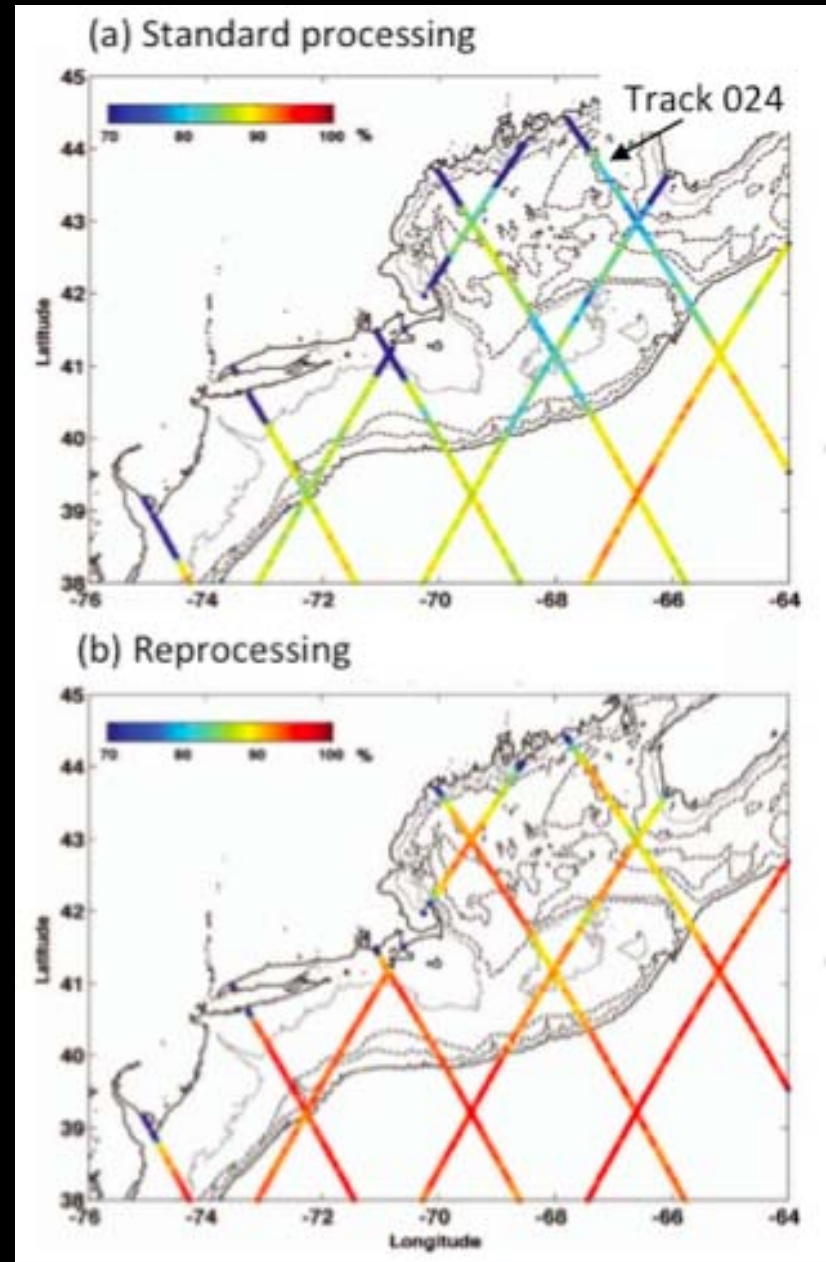 (a) Standard processing
45
44
43
42
41
40
39
38
Latitude
70 80 90 100 %
Track 024
-76 -74 -72 -70 -68 -66 -64
(b) Reprocessing
45
44
43
42
41
40
39
38
Latitude
70 80 90 100 %
-76 -74 -72 -70 -68 -66 -64
Longitude